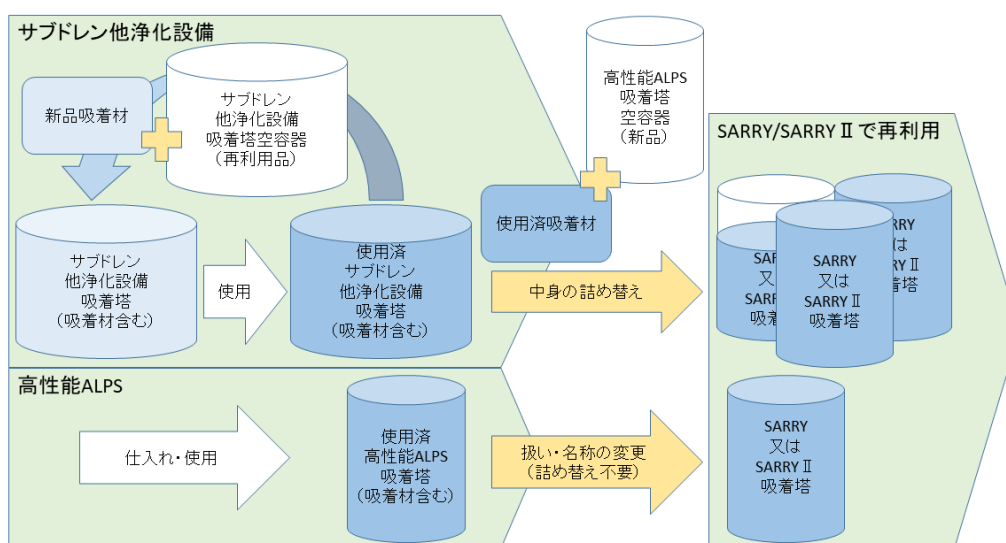 サブドレン他浄化設備
新品吸着材
サブドレン
他浄化設備
吸着塔空容器
(再利用品)
サブドレン
他浄化設備
吸着塔
(吸着材含む)
使用
使用済
サブドレン
他浄化設備
吸着塔
(吸着材含む)
高性能ALPS
吸着塔
空容器
(新品)
使用済吸着材
中身の詰め替え
SARRY/SARRYⅡで再利用
SARRY
又は
SARRYⅡ
吸着塔
高性能ALPS
仕入れ・使用
使用済
高性能ALPS
吸着塔
(吸着材含む)
扱い・名称の変更
(詰め替え不要)
SARRY
又は
SARRYⅡ
吸着塔